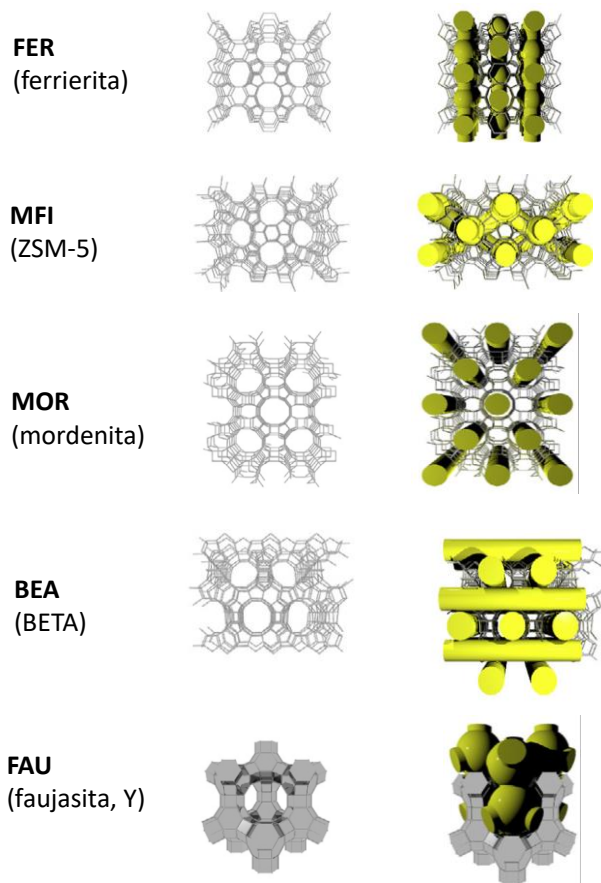 FER
(ferrierita)
MFI
(ZSM-5)
MOR
(mordenita)
BEA
(BETA)
FAU
(faujasita, Y)